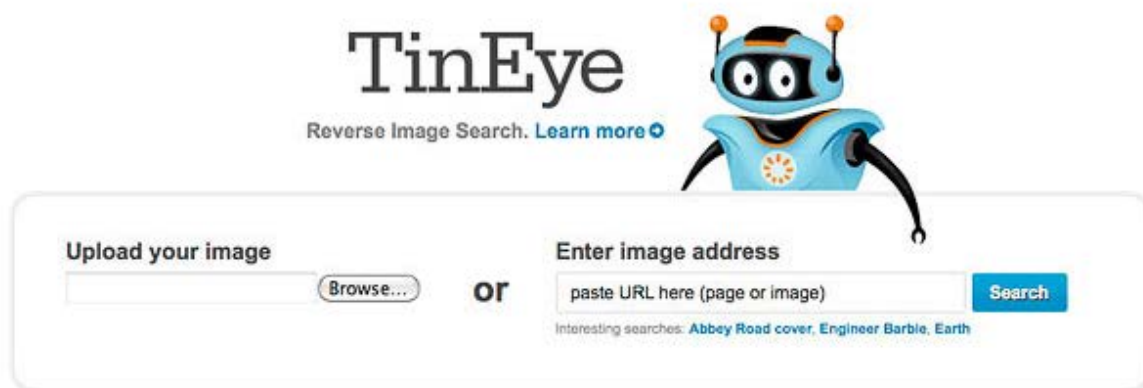 TinEye
Reverse Image Search. Learn more
Upload your image
Browse...
or
Enter image address
paste URL here (page or image)
Search
Interesting searches: Abbey Road cover, Engineer Barbie, Earth